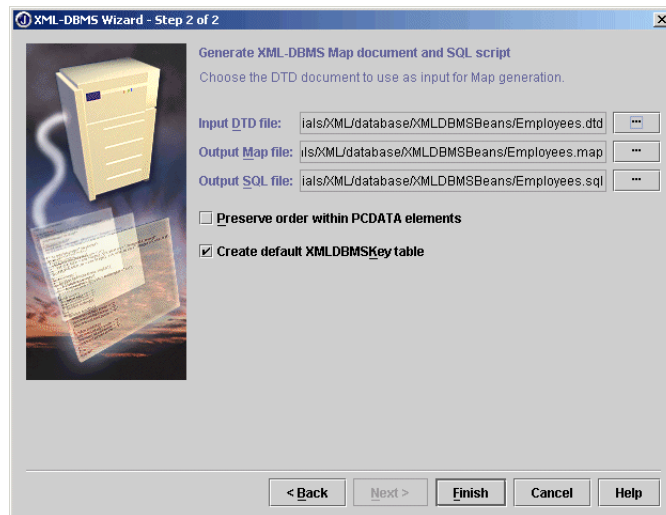 XML-DBMS Wizard - Step 2 of 2
Generate XML-DBMS Map document and SQL script
Choose the DTD document to use as input for Map generation.
Input DTD file: ials/XML/database/XMLDBMSBeans/Employees.dtd ...
Output Map file: ıls/XML/database/XMLDBMSBeans/Employees.map ...
Output SQL file: ials/XML/database/XMLDBMSBeans/Employees.sql ...
Preserve order within PCDATA elements
Create default XMLDBMSKey table
< Back Next > Finish Cancel Help